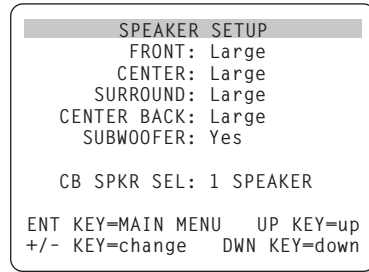 SPEAKER SETUP
FRONT: Large
CENTER: Large
SURROUND: Large
CENTER BACK: Large
SUBWOOFER: Yes
CB SPKR SEL: 1 SPEAKER
ENT KEY=MAIN MENU UP KEY=up
+/- KEY=change DWN KEY=down